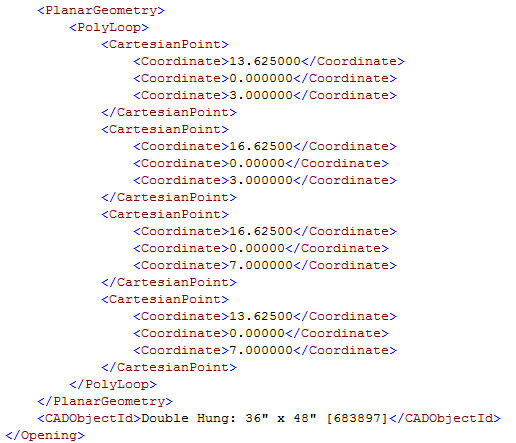 <PlanarGeometry>
<PolyLoop>
<CartesianPoint>
<Coordinate>13.625000</Coordinate>
<Coordinate>0.000000</Coordinate>
<Coordinate>3.000000</Coordinate>
</CartesianPoint>
<CartesianPoint>
<Coordinate>16.62500</Coordinate>
<Coordinate>0.00000</Coordinate>
<Coordinate>3.000000</Coordinate>
</CartesianPoint>
<CartesianPoint>
<Coordinate>16.62500</Coordinate>
<Coordinate>0.00000</Coordinate>
<Coordinate>7.000000</Coordinate>
</CartesianPoint>
<CartesianPoint>
<Coordinate>13.62500</Coordinate>
<Coordinate>0.00000</Coordinate>
<Coordinate>7.000000</Coordinate>
</CartesianPoint>
</PolyLoop>
</PlanarGeometry>
<CADObjectId>Double Hung: 36" x 48" [683897]</CADObjectId>
</Opening>